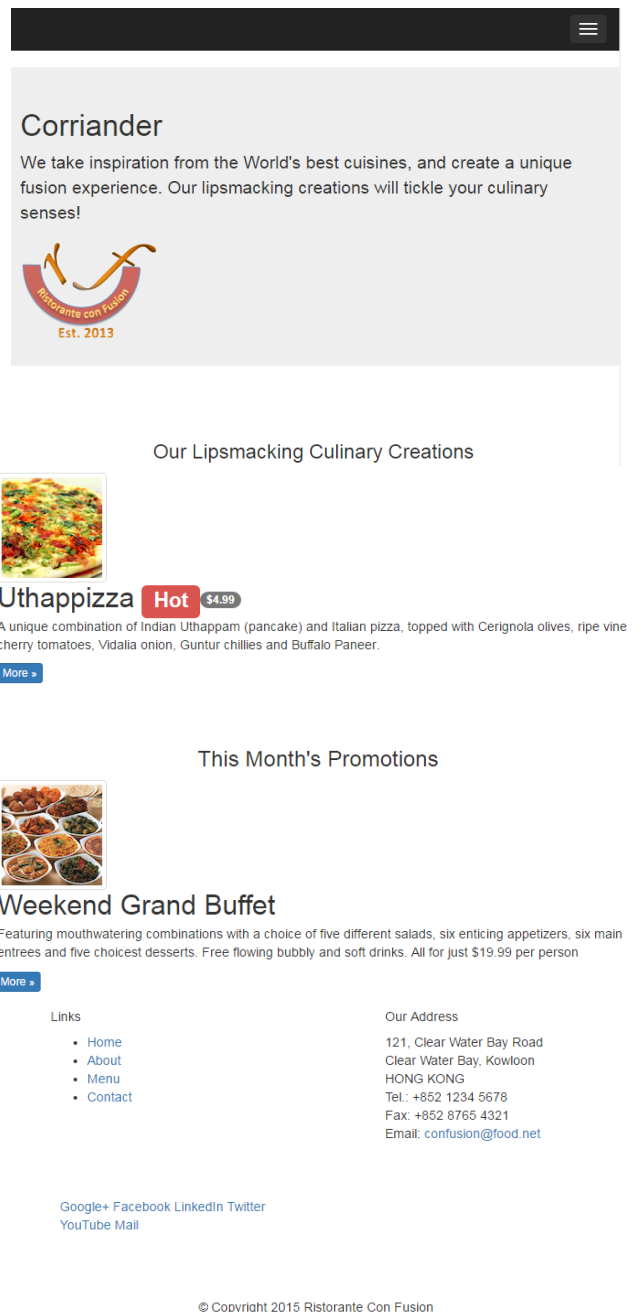 Corriander
We take inspiration from the World's best cuisines, and create a unique
fusion experience. Our lipsmacking creations will tickle your culinary
senses!
Ristorante con Fusion
Est. 2013
Our Lipsmacking Culinary Creations
Uthappizza Hot $4.99
A unique combination of Indian Uthappam (pancake) and Italian pizza, topped with Cerignola olives, ripe vine
cherry tomatoes, Vidalia onion, Guntur chillies and Buffalo Paneer.
More »
This Month's Promotions
Weekend Grand Buffet
Featuring mouthwatering combinations with a choice of five different salads, six enticing appetizers, six main
entrees and five choicest desserts. Free flowing bubbly and soft drinks. All for just $19.99 per person
More »
Links
Home
About
Menu
Contact
Our Address
121, Clear Water Bay Road
Clear Water Bay, Kowloon
HONG KONG
Tel.: +852 1234 5678
Fax: +852 8765 4321
Email: confusion@food.net
Google+ Facebook LinkedIn Twitter
YouTube Mail
© Copyright 2015 Ristorante Con Fusion